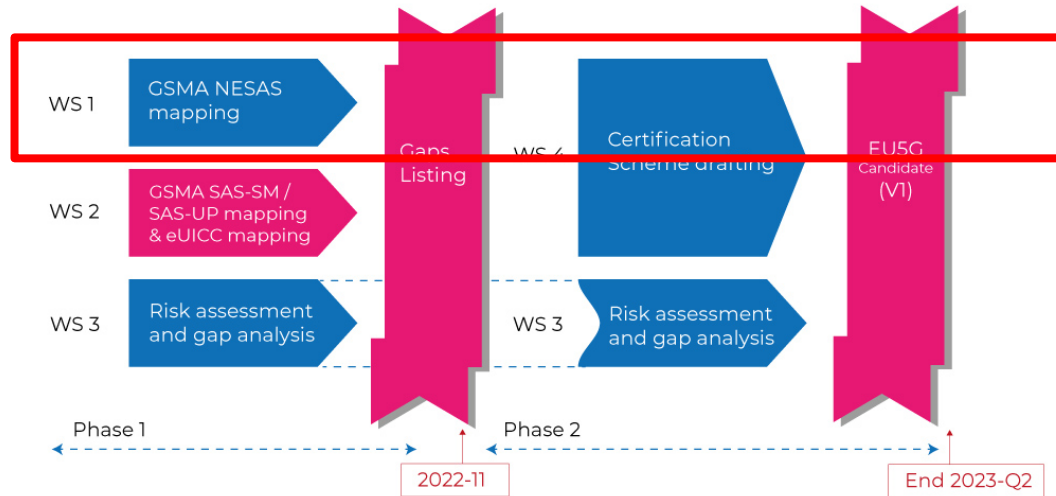 WS 1
GSMA NESAS
mapping
WS 2
GSMA SAS-SM /
SAS-UP mapping
& eUICC mapping
WS 3
Risk assessment
and gap analysis
Gaps
Listing
WS 4
Certification
Scheme drafting
WS 3
Risk assessment
and gap analysis
EU5G
Candidate
(V1)
Phase 1
Phase 2
2022-11
End 2023-Q2